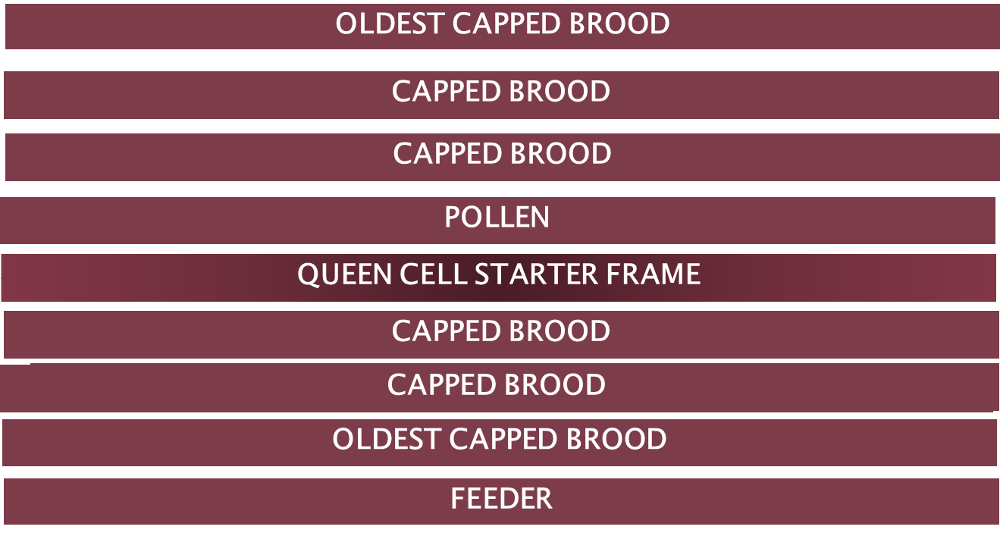 OLDEST CAPPED BROOD
CAPPED BROOD
CAPPED BROOD
POLLEN
QUEEN CELL STARTER FRAME
CAPPED BROOD
CAPPED BROOD
OLDEST CAPPED BROOD
FEEDER